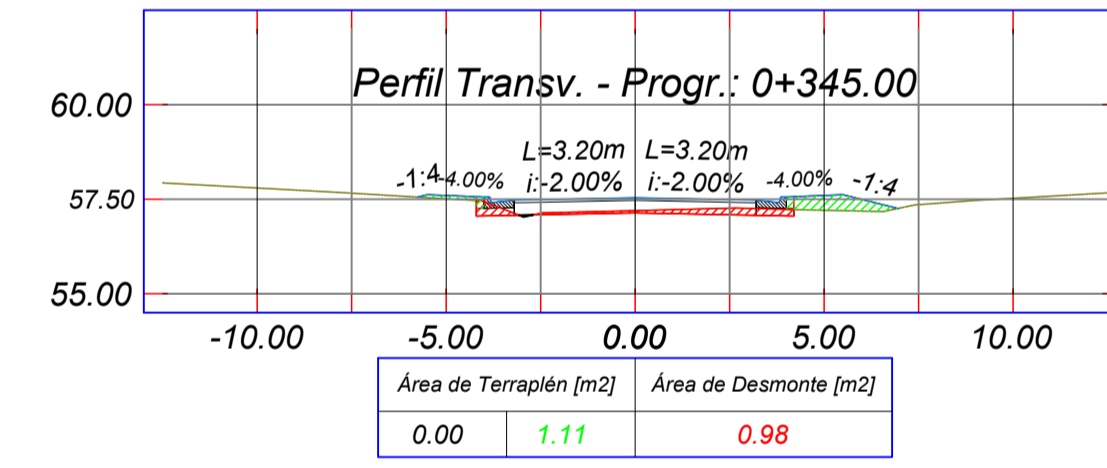 Perfil Transv. - Progr.: 0+345.00
60.00
L=3.20m L=3.20m
-1:4 -4.00% i:-2.00% i:-2.00% -4.00% -1:4
57.50
55.00
-10.00 -5.00 0.00 5.00 10.00
Área de Terraplén [m2] Área de Desmonte [m2]
0.00 1.11 0.98